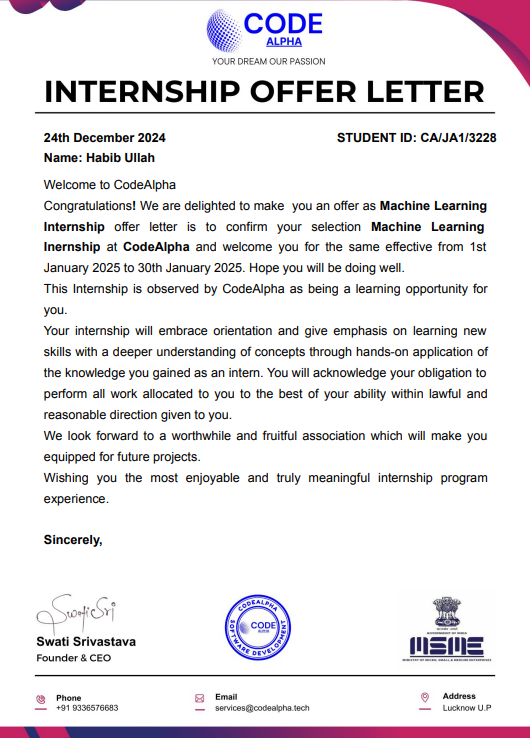 CODE
ALPHA
YOUR DREAM OUR PASSION
INTERNSHIP OFFER LETTER
24th December 2024 STUDENT ID: CA/JA1/3228
Name: Habib Ullah
Welcome to CodeAlpha
Congratulations! We are delighted to make you an offer as Machine Learning
Internship offer letter is to confirm your selection Machine Learning
Inernship at CodeAlpha and welcome you for the same effective from 1st
January 2025 to 30th January 2025. Hope you will be doing well.
This Internship is observed by CodeAlpha as being a learning opportunity for
you.
Your internship will embrace orientation and give emphasis on learning new
skills with a deeper understanding of concepts through hands-on application of
the knowledge you gained as an intern. You will acknowledge your obligation to
perform all work allocated to you to the best of your ability within lawful and
reasonable direction given to you.
We look forward to a worthwhile and fruitful association which will make you
equipped for future projects.
Wishing you the most enjoyable and truly meaningful internship program
experience.
Sincerely,
Swati Sri
Swati Srivastava
Founder & CEO
CODEALPHA
CODE
ALPHA
SOFTWARE DEVELOPMENT
GOVERNMENT OF INDIA
MSME
MINISTRY OF MICRO, SMALL & MEDIUM ENTERPRISES
Phone
+91 9336576683
Email
services@codealpha.tech
Address
Lucknow U.P